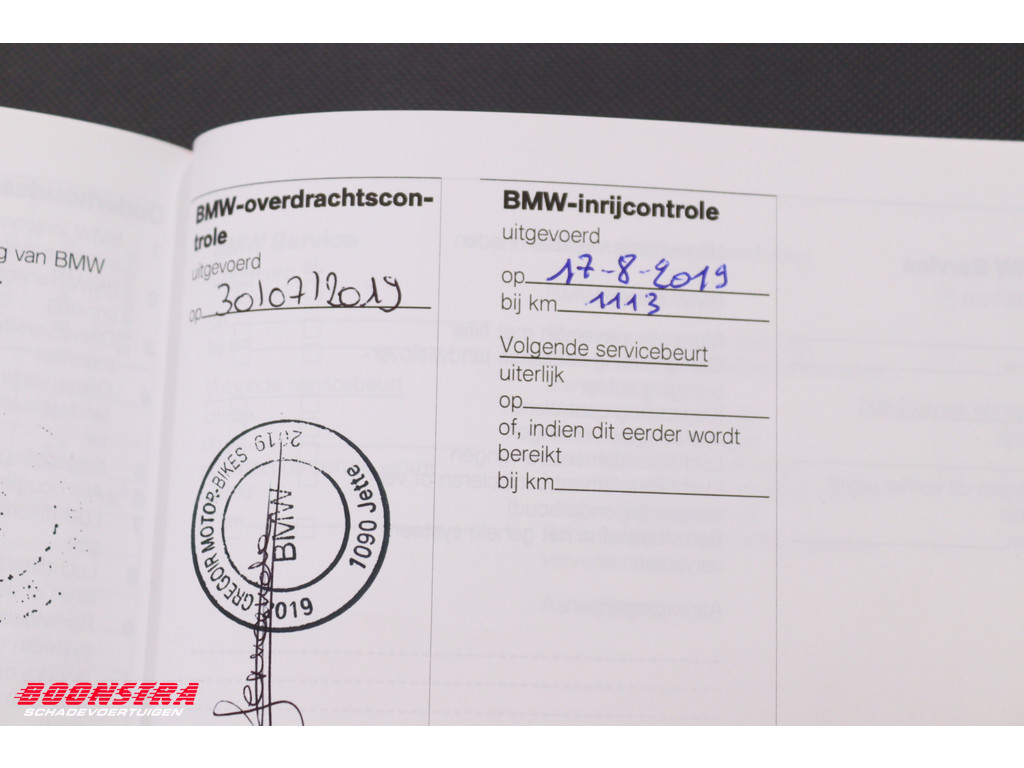 g van BMW
BMW-overdrachtscon-
trole
uitgevoerd
op 30/07/2019
GREGOIR MOTOR-BIKES 2019
BMW
1090 Jette
2019
BMW-inrijcontrole
uitgevoerd
op 17-8-2019
bij km 1113
Volgende servicebeurt
uiterlijk
op
of, indien dit eerder wordt
bereikt
bij km
BOONSTRA
SCHADEVOERTUIGEN